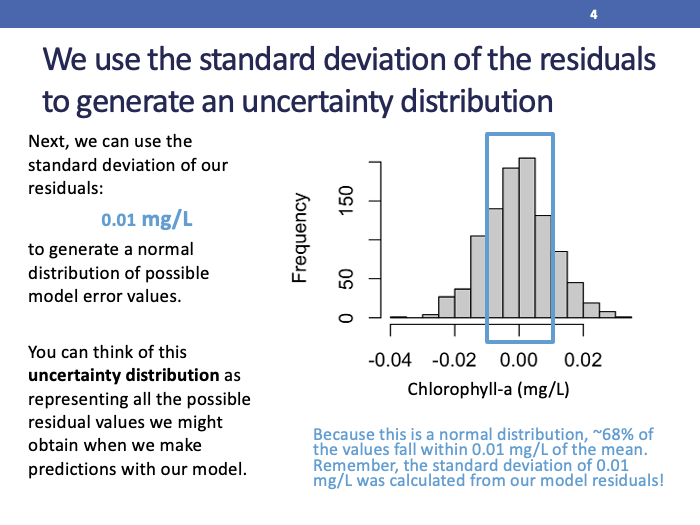 4
We use the standard deviation of the residuals
to generate an uncertainty distribution
Next, we can use the
standard deviation of our
residuals:
0.01 mg/L
to generate a normal
distribution of possible
model error values.
You can think of this
uncertainty distribution as
representing all the possible
residual values we might
obtain when we make
predictions with our model.
Frequency
150
50
0
-0.04 -0.02 0.00 0.02
Chlorophyll-a (mg/L)
Because this is a normal distribution, ~68% of
the values fall within 0.01 mg/L of the mean.
Remember, the standard deviation of 0.01
mg/L was calculated from our model residuals!